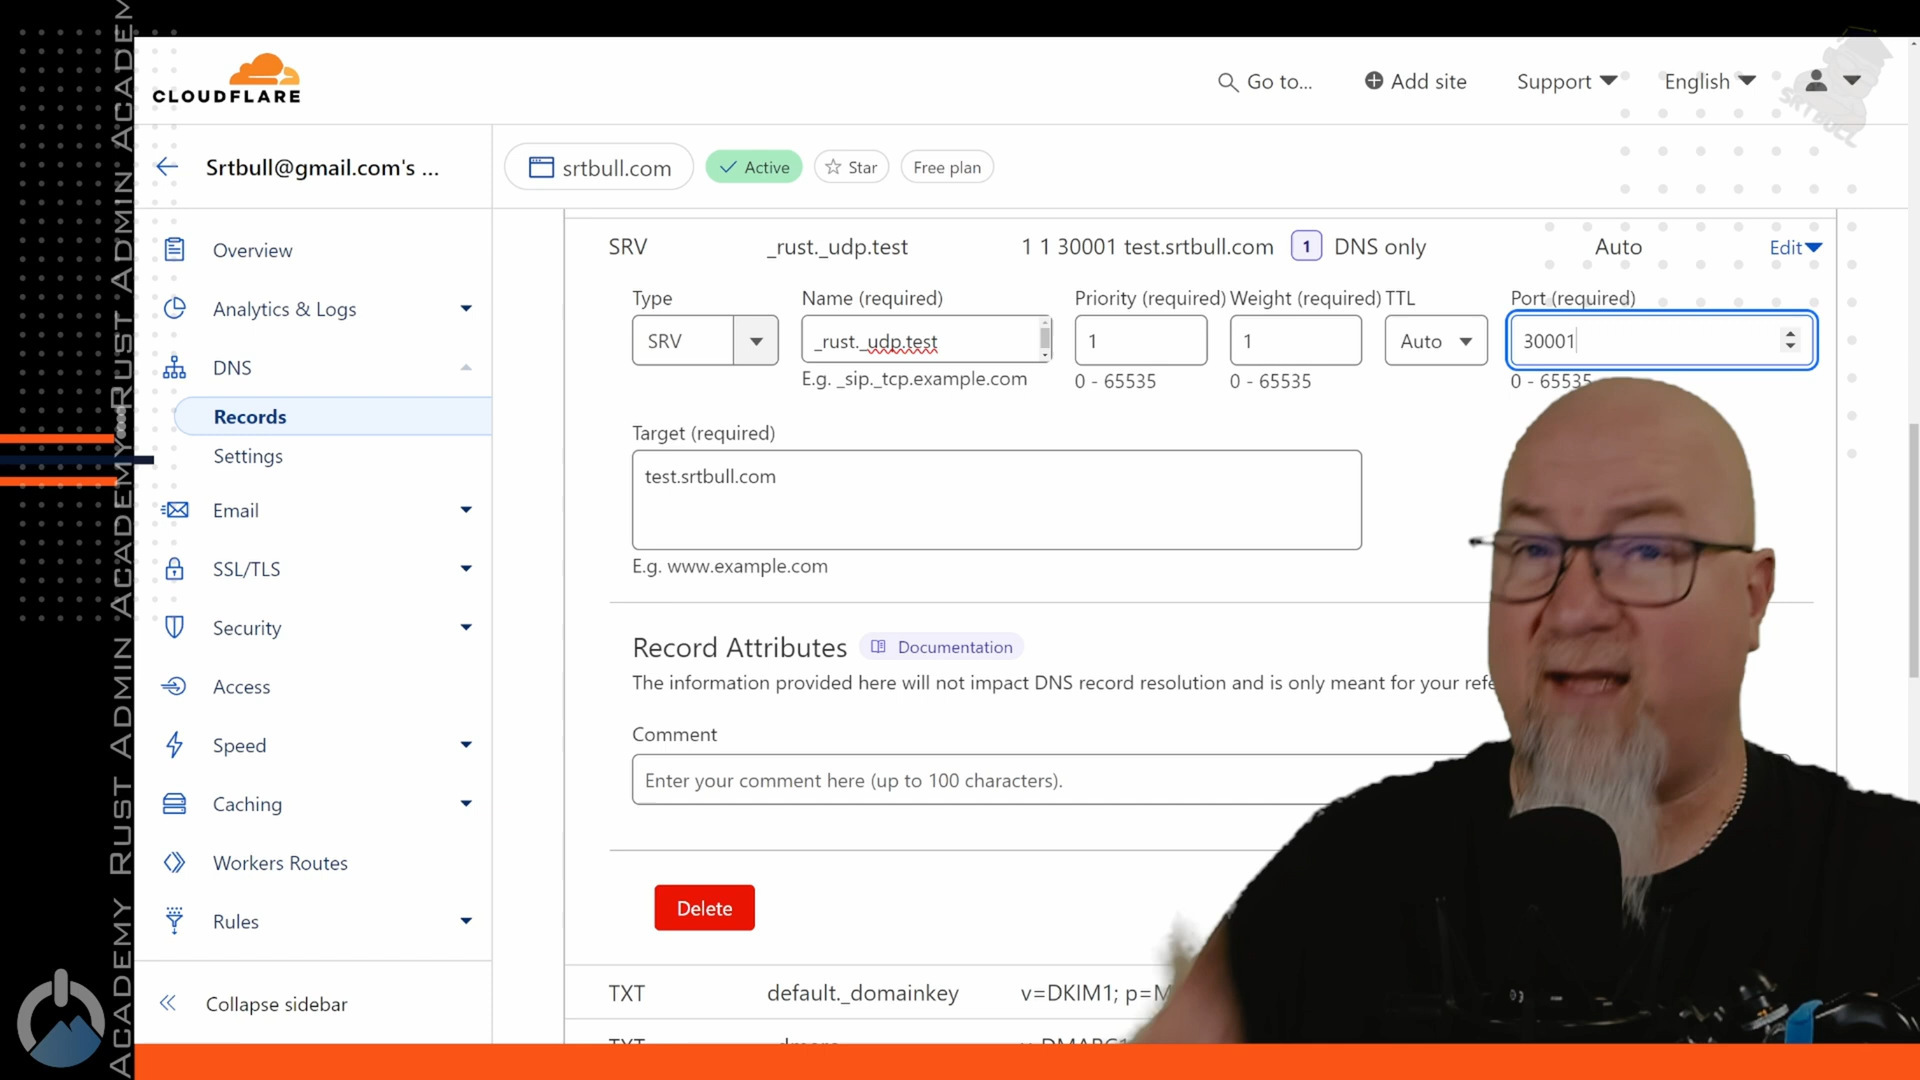 RUST ADMIN ACADEMY
ACADEMY RUST ADMIN ACADEMY
CLOUDFLARE
Go to...
Add site
Support
English
SRTBULL
Srtbull@gmail.com's ...
srtbull.com
Active
Star
Free plan
Overview
Analytics & Logs
DNS
Records
Settings
Email
SSL/TLS
Security
Access
Speed
Caching
Workers Routes
Rules
Collapse sidebar
SRV _rust._udp.test 1 1 30001 test.srtbull.com 1 DNS only Auto Edit
Type Name (required) Priority (required) Weight (required) TTL Port (required)
SRV _rust._udp.test 1 1 Auto 30001
E.g. _sip._tcp.example.com 0 - 65535 0 - 65535 0 - 65535
Target (required)
test.srtbull.com
E.g. www.example.com
Record Attributes Documentation
The information provided here will not impact DNS record resolution and is only meant for your refe
Comment
Enter your comment here (up to 100 characters).
Delete
TXT default._domainkey v=DKIM1; p=M